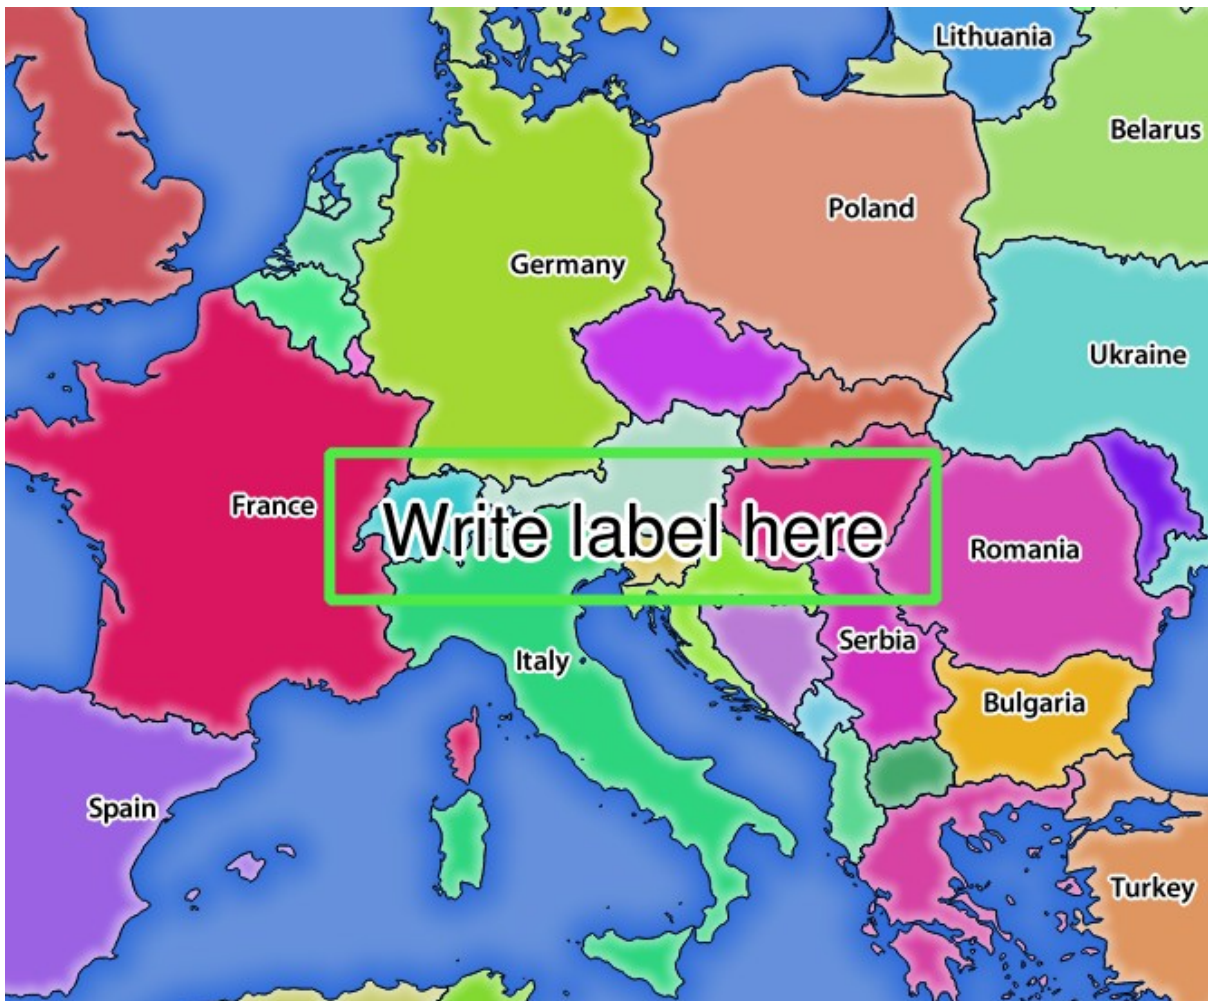 Lithuania
Belarus
Poland
Germany
Ukraine
France
Write label here
Romania
Serbia
Italy
Bulgaria
Spain
Turkey